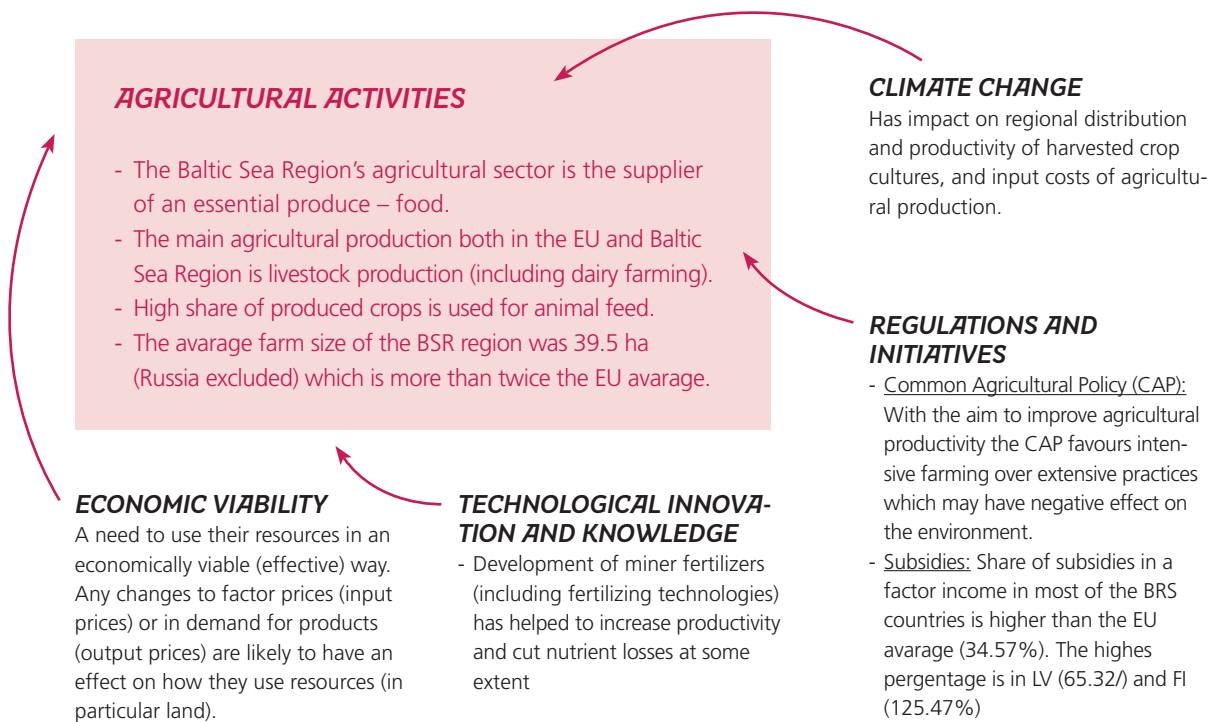 AGRICULTURAL ACTIVITIES
- The Baltic Sea Region's agricultural sector is the supplier
of an essential produce – food.
- The main agricultural production both in the EU and Baltic
Sea Region is livestock production (including dairy farming).
- High share of produced crops is used for animal feed.
- The avarage farm size of the BSR region was 39.5 ha
(Russia excluded) which is more than twice the EU avarage.
CLIMATE CHANGE
Has impact on regional distribution
and productivity of harvested crop
cultures, and input costs of agricultu-
ral production.
REGULATIONS AND
INITIATIVES
- Common Agricultural Policy (CAP):
With the aim to improve agricultural
productivity the CAP favours inten-
sive farming over extensive practices
which may have negative effect on
the environment.
- Subsidies: Share of subsidies in a
factor income in most of the BRS
countries is higher than the EU
avarage (34.57%). The highes
pergentage is in LV (65.32/) and FI
(125.47%)
ECONOMIC VIABILITY
A need to use their resources in an
economically viable (effective) way.
Any changes to factor prices (input
prices) or in demand for products
(output prices) are likely to have an
effect on how they use resources (in
particular land).
TECHNOLOGICAL INNOVA-
TION AND KNOWLEDGE
- Development of miner fertilizers
(including fertilizing technologies)
has helped to increase productivity
and cut nutrient losses at some
extent